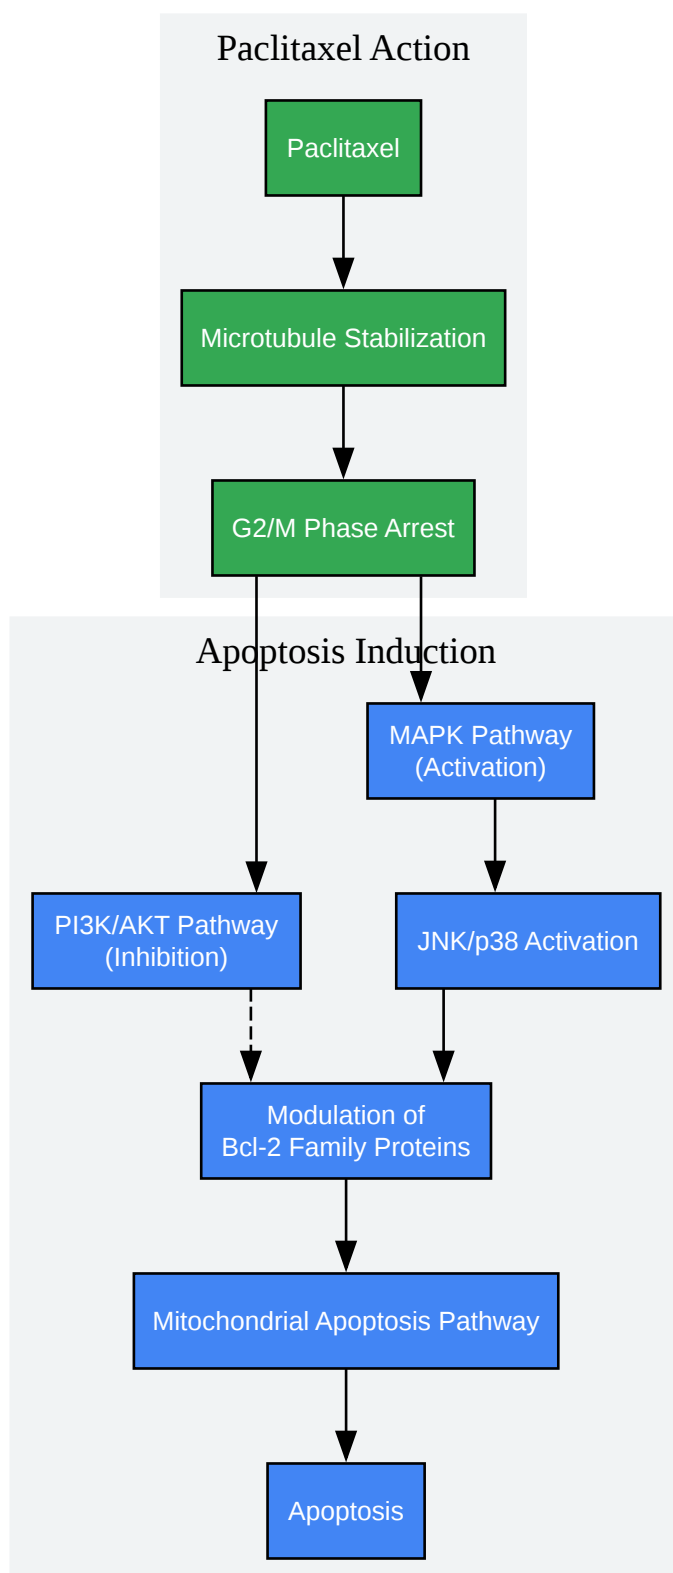 Paclitaxel Action
Paclitaxel
Microtubule Stabilization
G2/M Phase Arrest
Apoptosis Induction
MAPK Pathway
(Activation)
PI3K/AKT Pathway
(Inhibition)
JNK/p38 Activation
Modulation of
Bcl-2 Family Proteins
Mitochondrial Apoptosis Pathway
Apoptosis